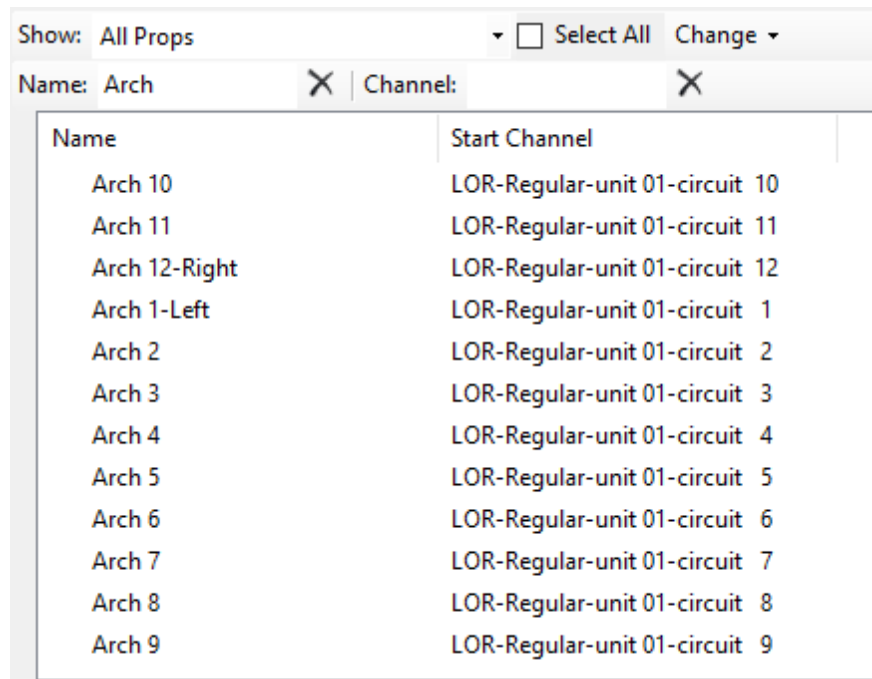 Show: All Props Select All Change
Name: Arch Channel:
Name Start Channel
Arch 10 LOR-Regular-unit 01-circuit 10
Arch 11 LOR-Regular-unit 01-circuit 11
Arch 12-Right LOR-Regular-unit 01-circuit 12
Arch 1-Left LOR-Regular-unit 01-circuit 1
Arch 2 LOR-Regular-unit 01-circuit 2
Arch 3 LOR-Regular-unit 01-circuit 3
Arch 4 LOR-Regular-unit 01-circuit 4
Arch 5 LOR-Regular-unit 01-circuit 5
Arch 6 LOR-Regular-unit 01-circuit 6
Arch 7 LOR-Regular-unit 01-circuit 7
Arch 8 LOR-Regular-unit 01-circuit 8
Arch 9 LOR-Regular-unit 01-circuit 9